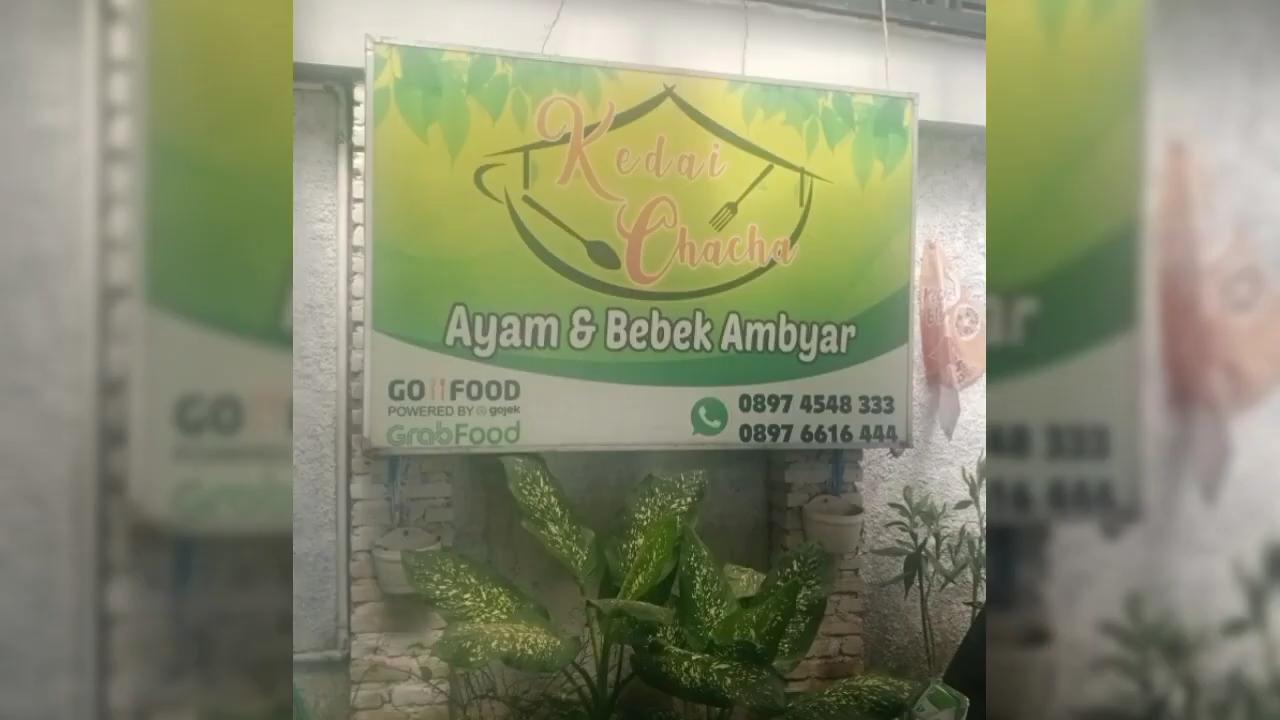 Kedai
Chacha
Ayam & Bebek Ambyar
GO FOOD
POWERED BY gojek
GrabFood
0897 4548 333
0897 6616 444